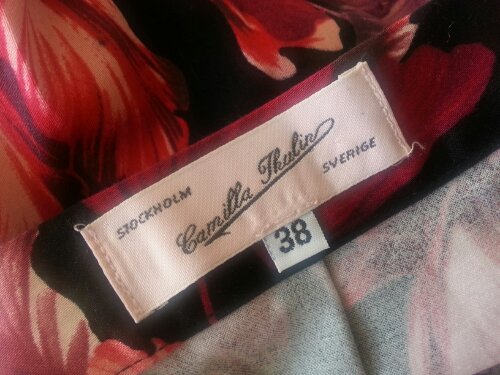 STOCKHOLM
Camilla Thulin
SVERIGE
38